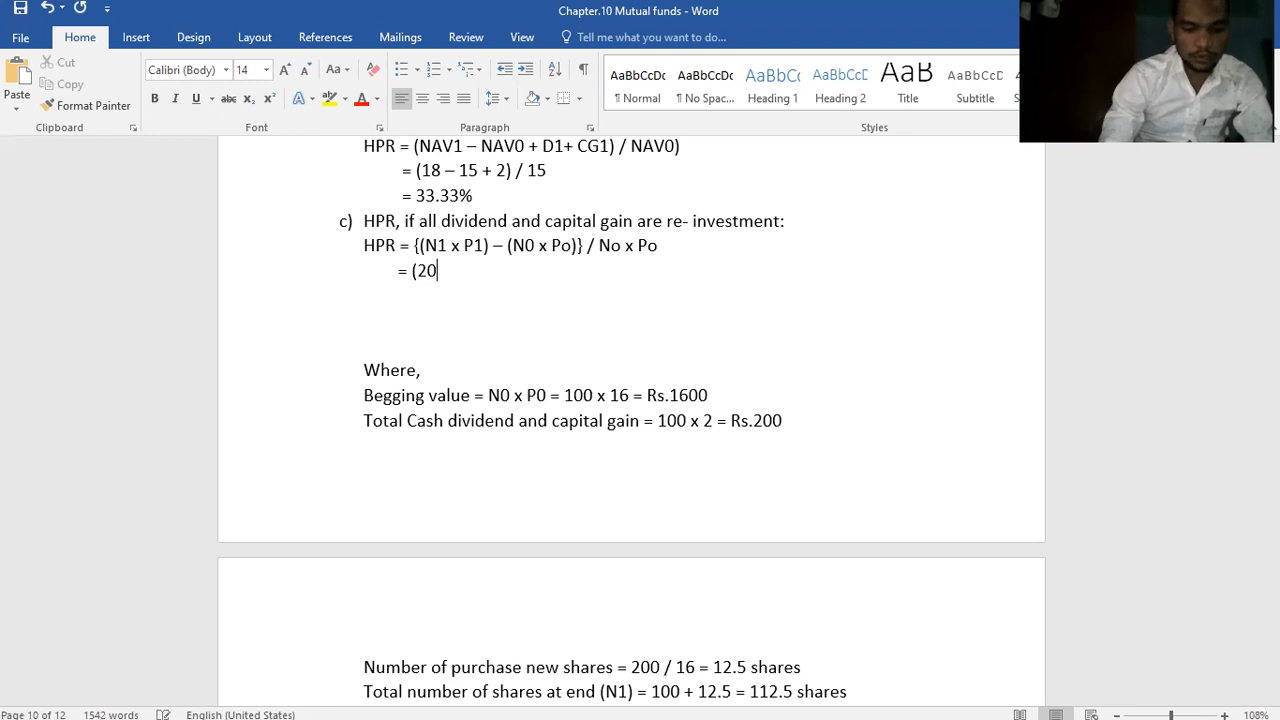 Chapter.10 Mutual funds - Word
File Home Insert Design Layout References Mailings Review View Tell me what you want to do...
Cut
Calibri (Body) 14 Aa
AaBbCcDc AaBbCcDc AaBbCc AaBbCcD AaB AaBbCcD
Copy
Paste
Format Painter
B I U abc X₂ X² A A
¶ Normal ¶ No Spac... Heading 1 Heading 2 Title Subtitle
Clipboard Font Paragraph Styles
HPR = (NAV1 – NAV0 + D1+ CG1) / NAV0)
= (18 – 15 + 2) / 15
= 33.33%
c) HPR, if all dividend and capital gain are re- investment:
HPR = {(N1 x P1) – (N0 x Po)} / No x Po
= (20
Where,
Begging value = N0 x P0 = 100 x 16 = Rs.1600
Total Cash dividend and capital gain = 100 x 2 = Rs.200
Number of purchase new shares = 200 / 16 = 12.5 shares
Total number of shares at end (N1) = 100 + 12.5 = 112.5 shares
Page 10 of 12 1542 words English (United States) 108%